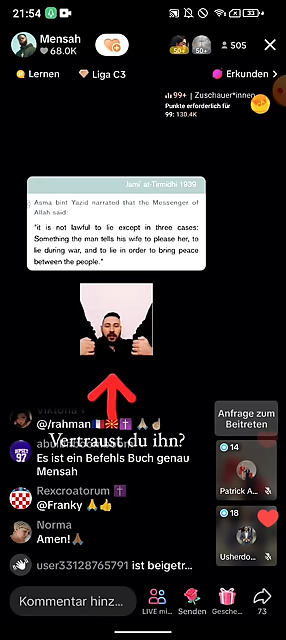 21:54
33
Mensah
68.0K
50+
50+
505
Lernen
Liga C3
Erkunden >
99+ | Zuschauer*innen
Punkte erforderlich für
99: 130.4K
Jami` at-Tirmidhi 1939
Asma bint Yazid narrated that the Messenger of
Allah said:
"it is not lawful to lie except in three cases:
Something the man tells his wife to please her, to
lie during war, and to lie in order to bring peace
between the people."
Vertraust du ihn?
@/rahman🇫🇷🇲🇰✝️🙏🏽☝🏽
Es ist ein Befehls Buch genau
Mensah
Rexcroatorum ✝️
@Franky 🙏👍
Norma
Amen!🙏🏽
user33128765791 ist beigetr...
Anfrage zum
Beitreten
14
Patrick A...
18
Usherdo...
Kommentar hinz...
LIVE mi...
Senden
Gesche...
73